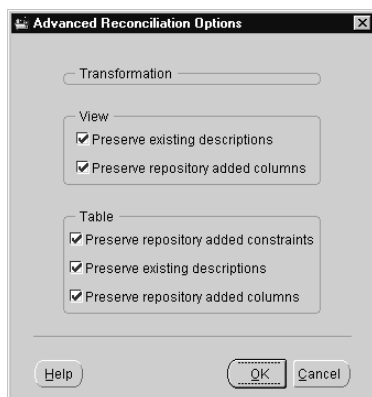 Advanced Reconciliation Options
Transformation
View
Preserve existing descriptions
Preserve repository added columns
Table
Preserve repository added constraints
Preserve existing descriptions
Preserve repository added columns
Help OK Cancel